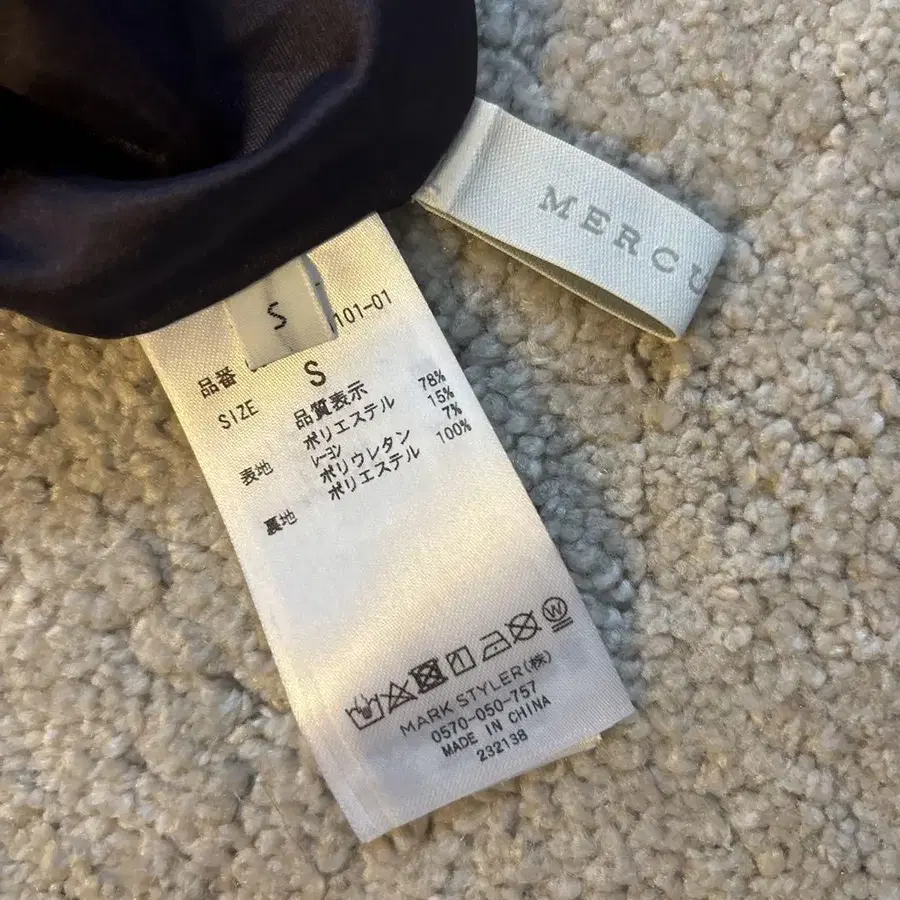 MERCU
S
101-01
品番
SIZE S
品質表示
表地 ポリエステル 78%
レーヨン 15%
ポリウレタン 7%
裏地 ポリエステル 100%
MARK STYLER(株)
0570-050-757
MADE IN CHINA
232138